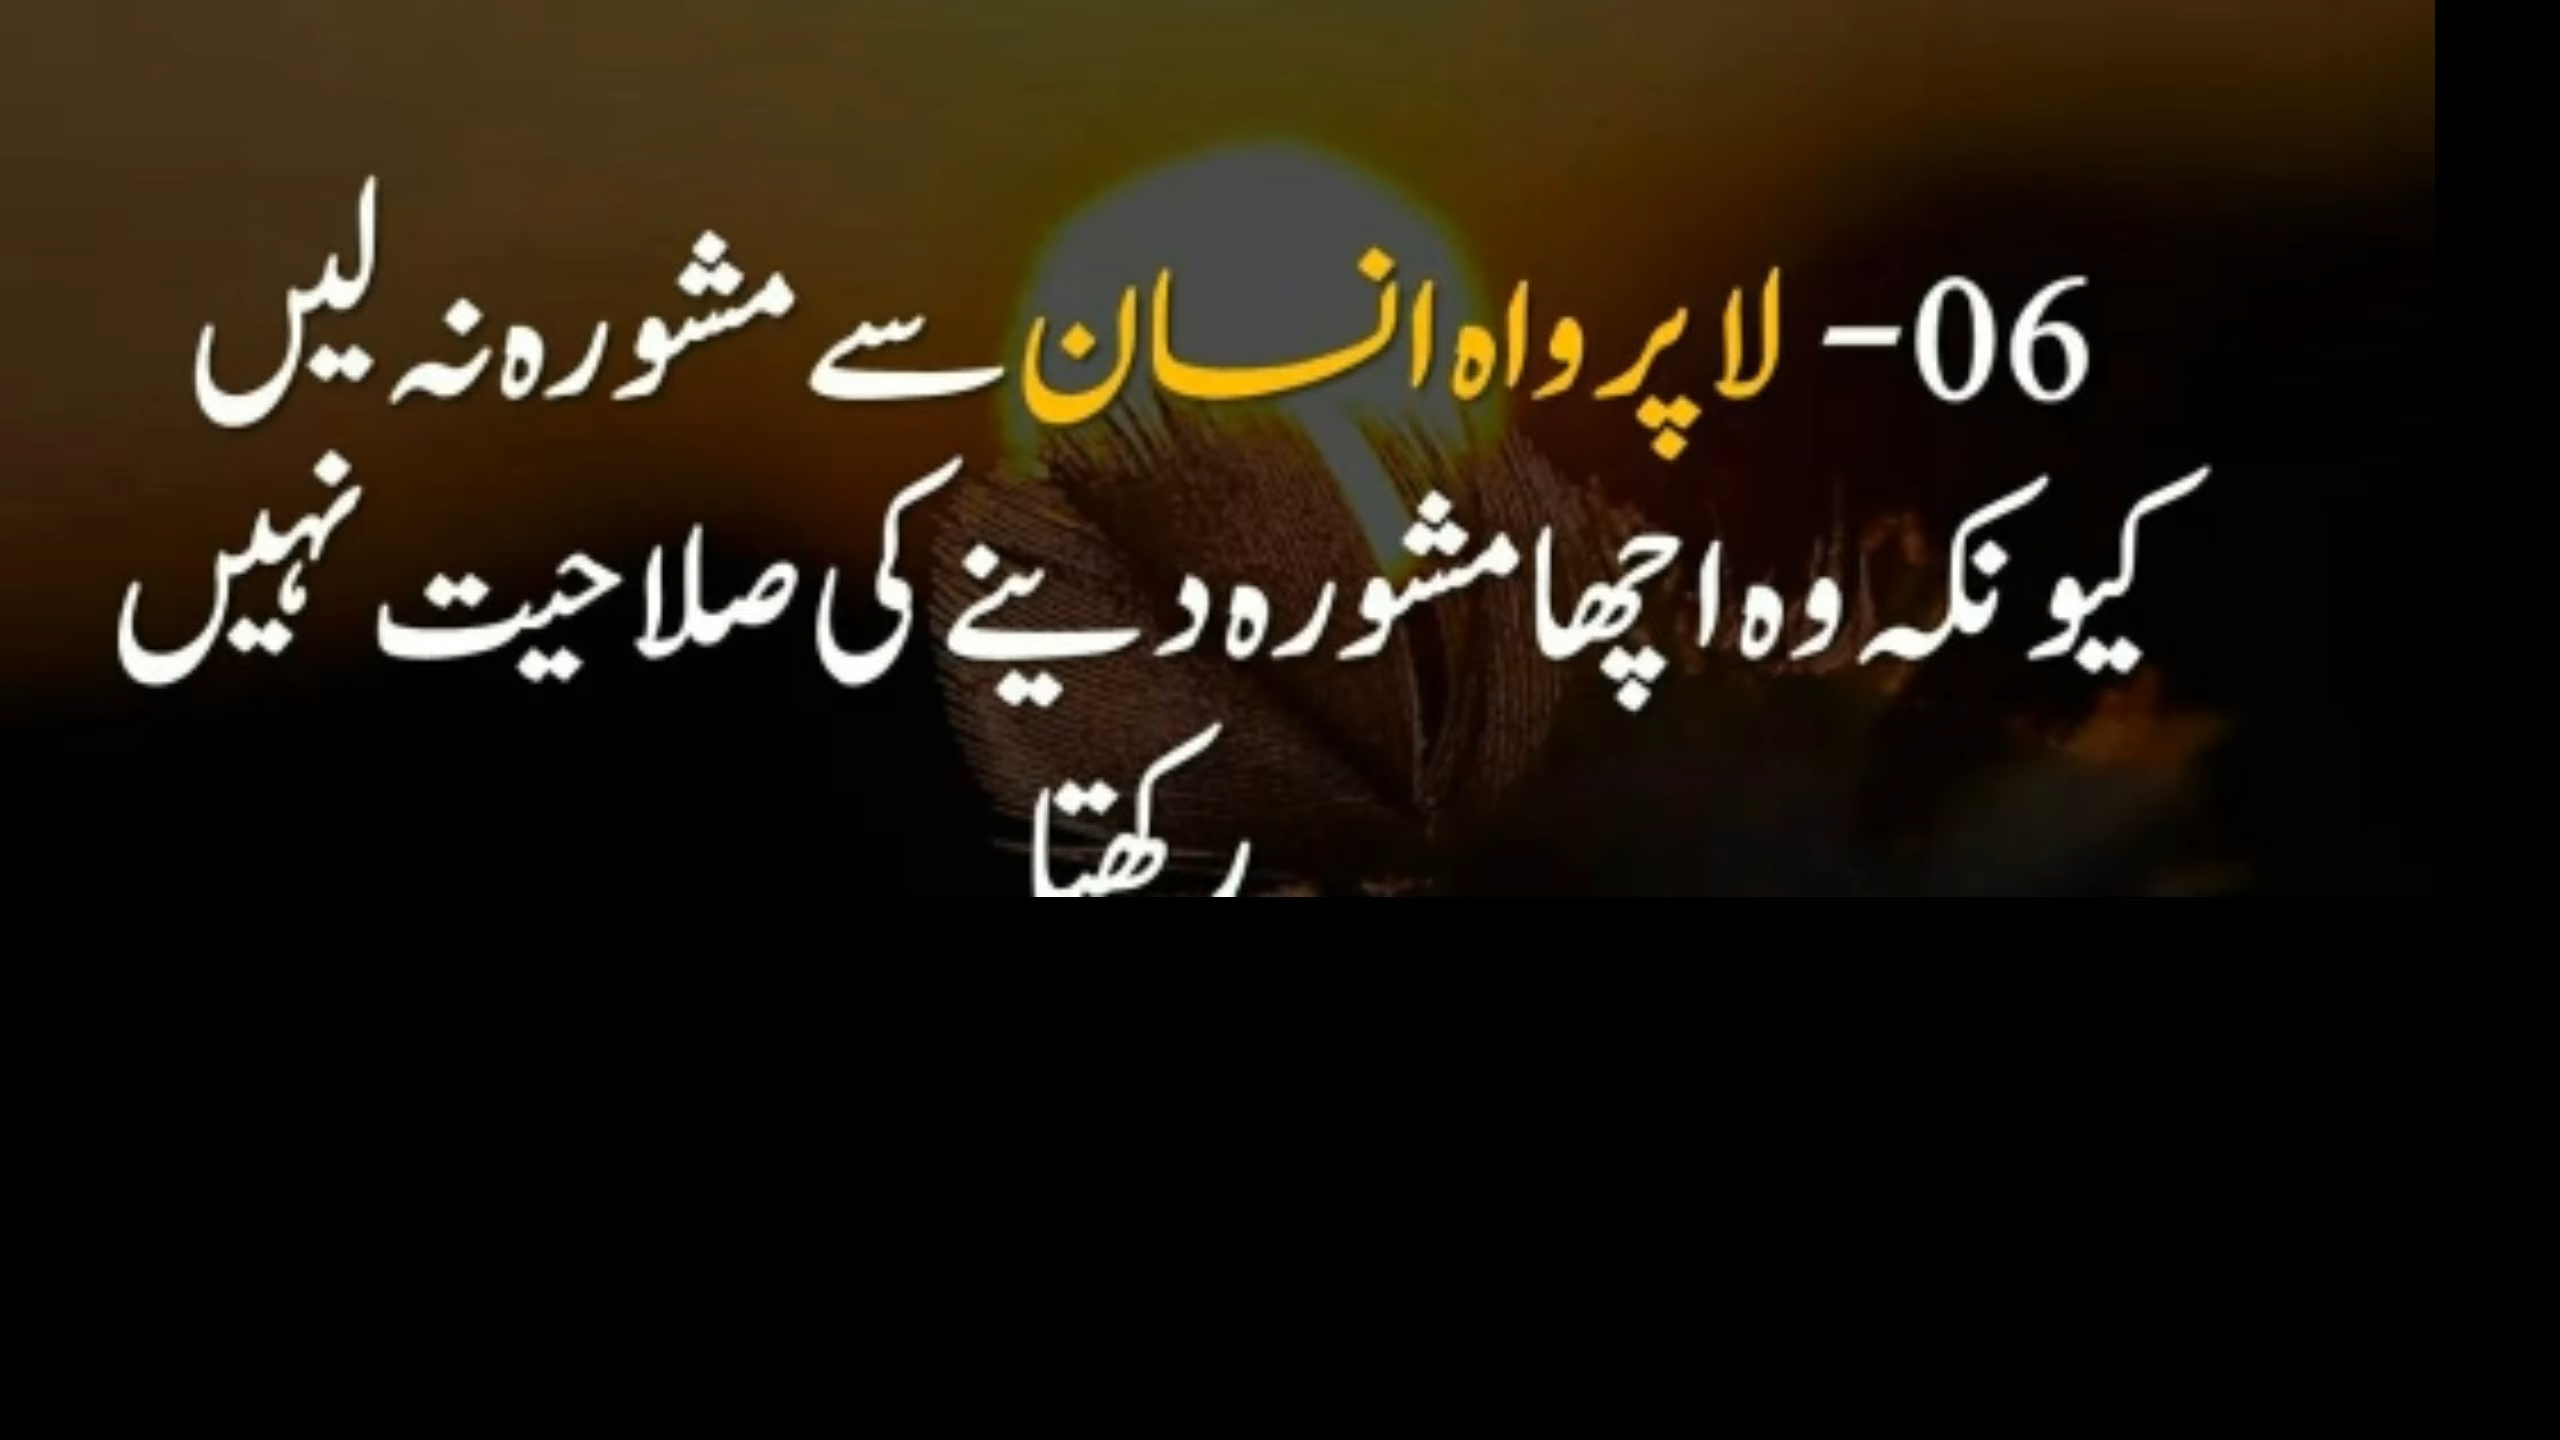 06- لاپرواہ انسان سے مشورہ نہ لیں
کیونکہ وہ اچھا مشورہ دینے کی صلاحیت نہیں
رکھتا